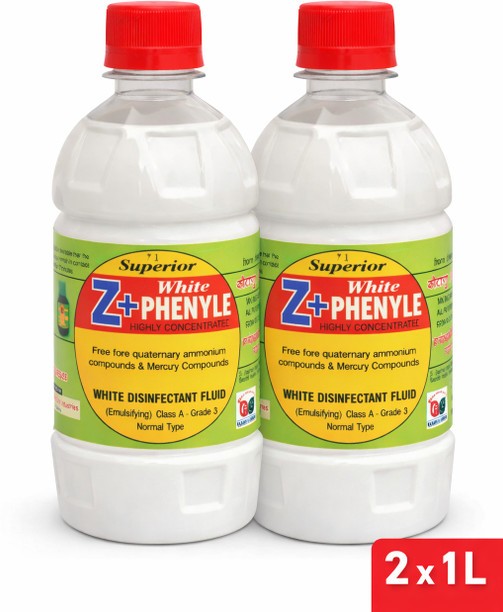 Superior
White
Z+ PHENYLE
HIGHLY CONCENTRATED
Free fore quaternary ammonium
compounds & Mercury Compounds
WHITE DISINFECTANT FLUID
(Emulsifying) Class A - Grade 3
Normal Type
Superior
White
Z+ PHENYLE
HIGHLY CONCENTRATED
Free fore quaternary ammonium
compounds & Mercury Compounds
WHITE DISINFECTANT FLUID
(Emulsifying) Class A - Grade 3
Normal Type
2 x 1L